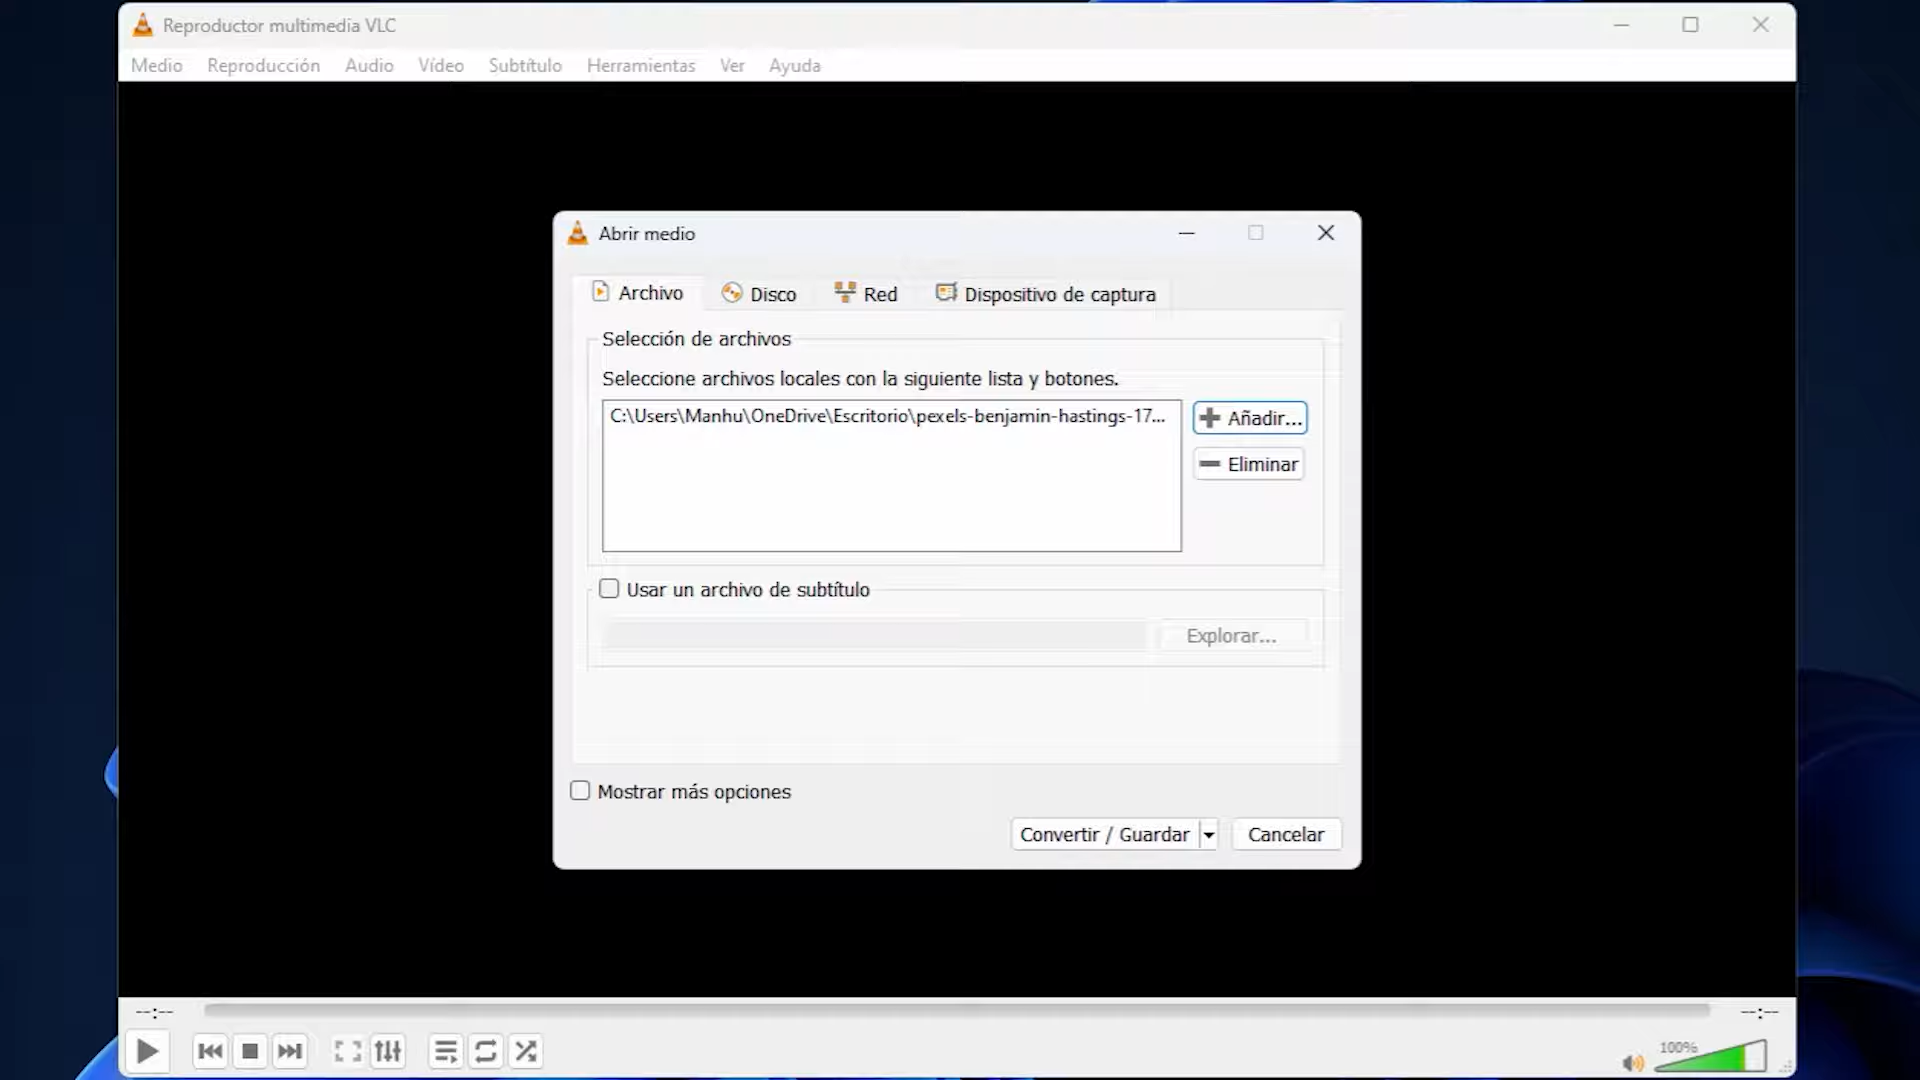 Reproductor multimedia VLC
Medio Reproducción Audio Vídeo Subtítulo Herramientas Ver Ayuda
Abrir medio
Archivo Disco Red Dispositivo de captura
Selección de archivos
Seleccione archivos locales con la siguiente lista y botones.
C:\Users\Manhu\OneDrive\Escritorio\pexels-benjamin-hastings-17...
Añadir...
Eliminar
Usar un archivo de subtítulo
Explorar...
Mostrar más opciones
Convertir / Guardar Cancelar
--:-- --:--
100%